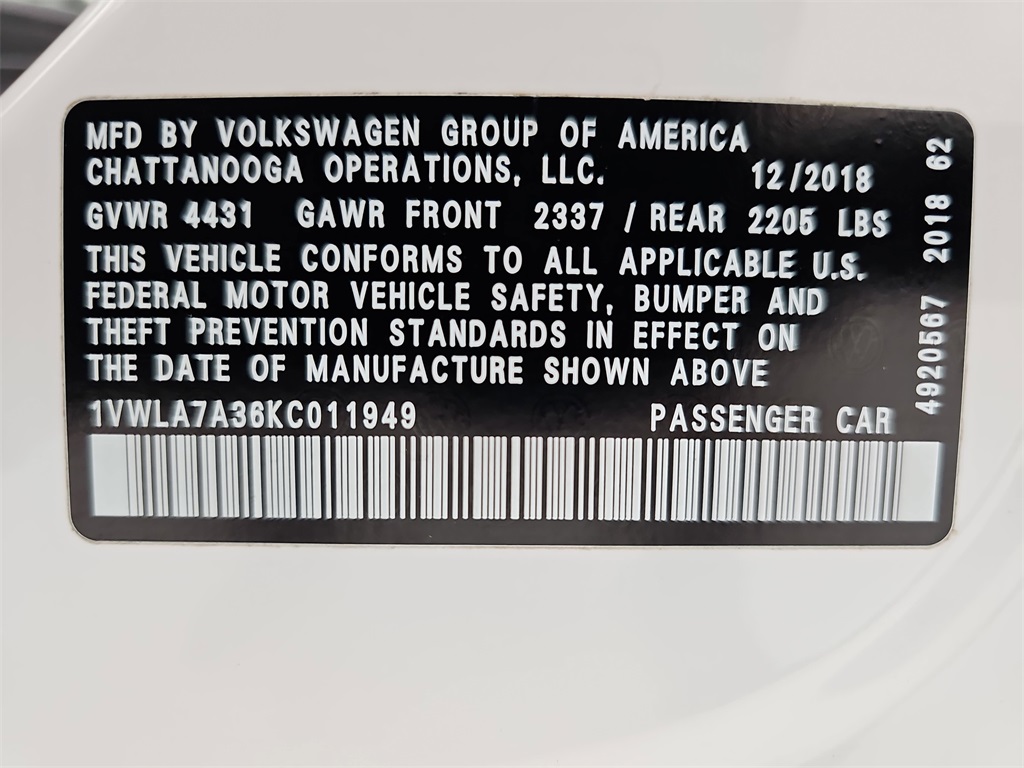 MFD BY VOLKSWAGEN GROUP OF AMERICA
CHATTANOOGA OPERATIONS, LLC. 12/2018
GVWR 4431 GAWR FRONT 2337 / REAR 2205 LBS
THIS VEHICLE CONFORMS TO ALL APPLICABLE U.S.
FEDERAL MOTOR VEHICLE SAFETY, BUMPER AND
THEFT PREVENTION STANDARDS IN EFFECT ON
THE DATE OF MANUFACTURE SHOWN ABOVE
1VWLA7A36KC011949 PASSENGER CAR
4920567 2018 62